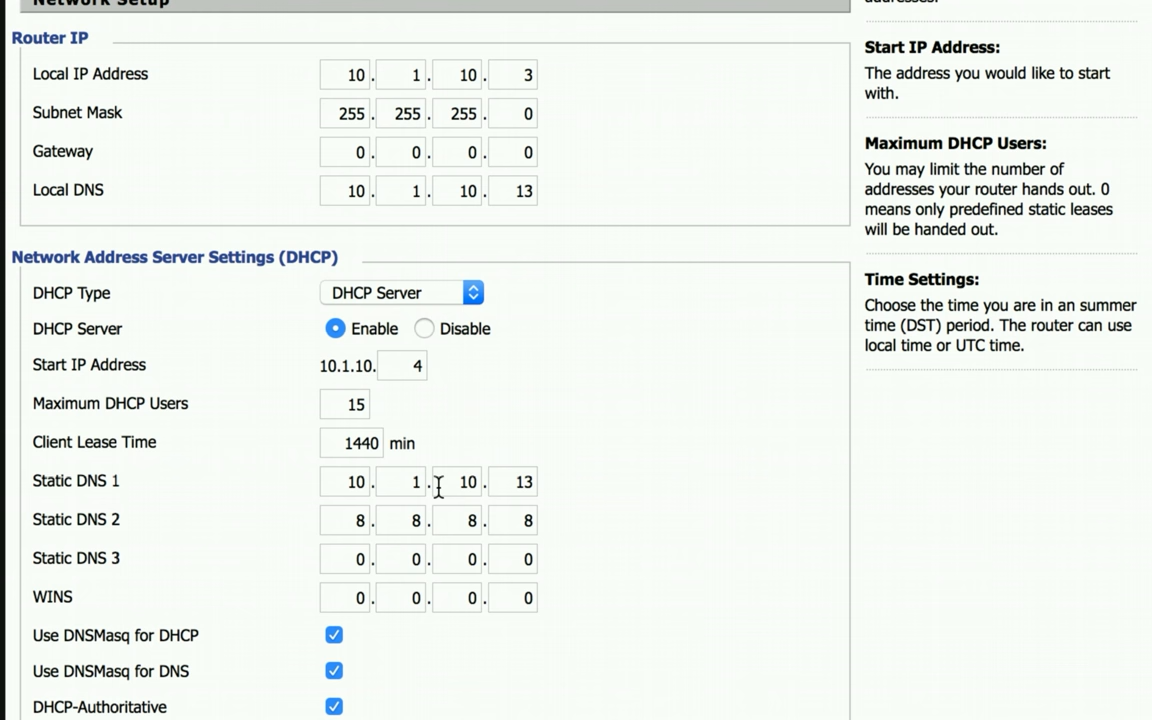 Network Setup
Router IP
Local IP Address 10. 1. 10. 3
Subnet Mask 255. 255. 255. 0
Gateway 0. 0. 0. 0
Local DNS 10. 1. 10. 13
Network Address Server Settings (DHCP)
DHCP Type DHCP Server
DHCP Server Enable Disable
Start IP Address 10.1.10. 4
Maximum DHCP Users 15
Client Lease Time 1440 min
Static DNS 1 10. 1. 10. 13
Static DNS 2 8. 8. 8. 8
Static DNS 3 0. 0. 0. 0
WINS 0. 0. 0. 0
Use DNSMasq for DHCP
Use DNSMasq for DNS
DHCP-Authoritative
addresses.
Start IP Address:
The address you would like to start
with.
Maximum DHCP Users:
You may limit the number of
addresses your router hands out. 0
means only predefined static leases
will be handed out.
Time Settings:
Choose the time you are in an summer
time (DST) period. The router can use
local time or UTC time.